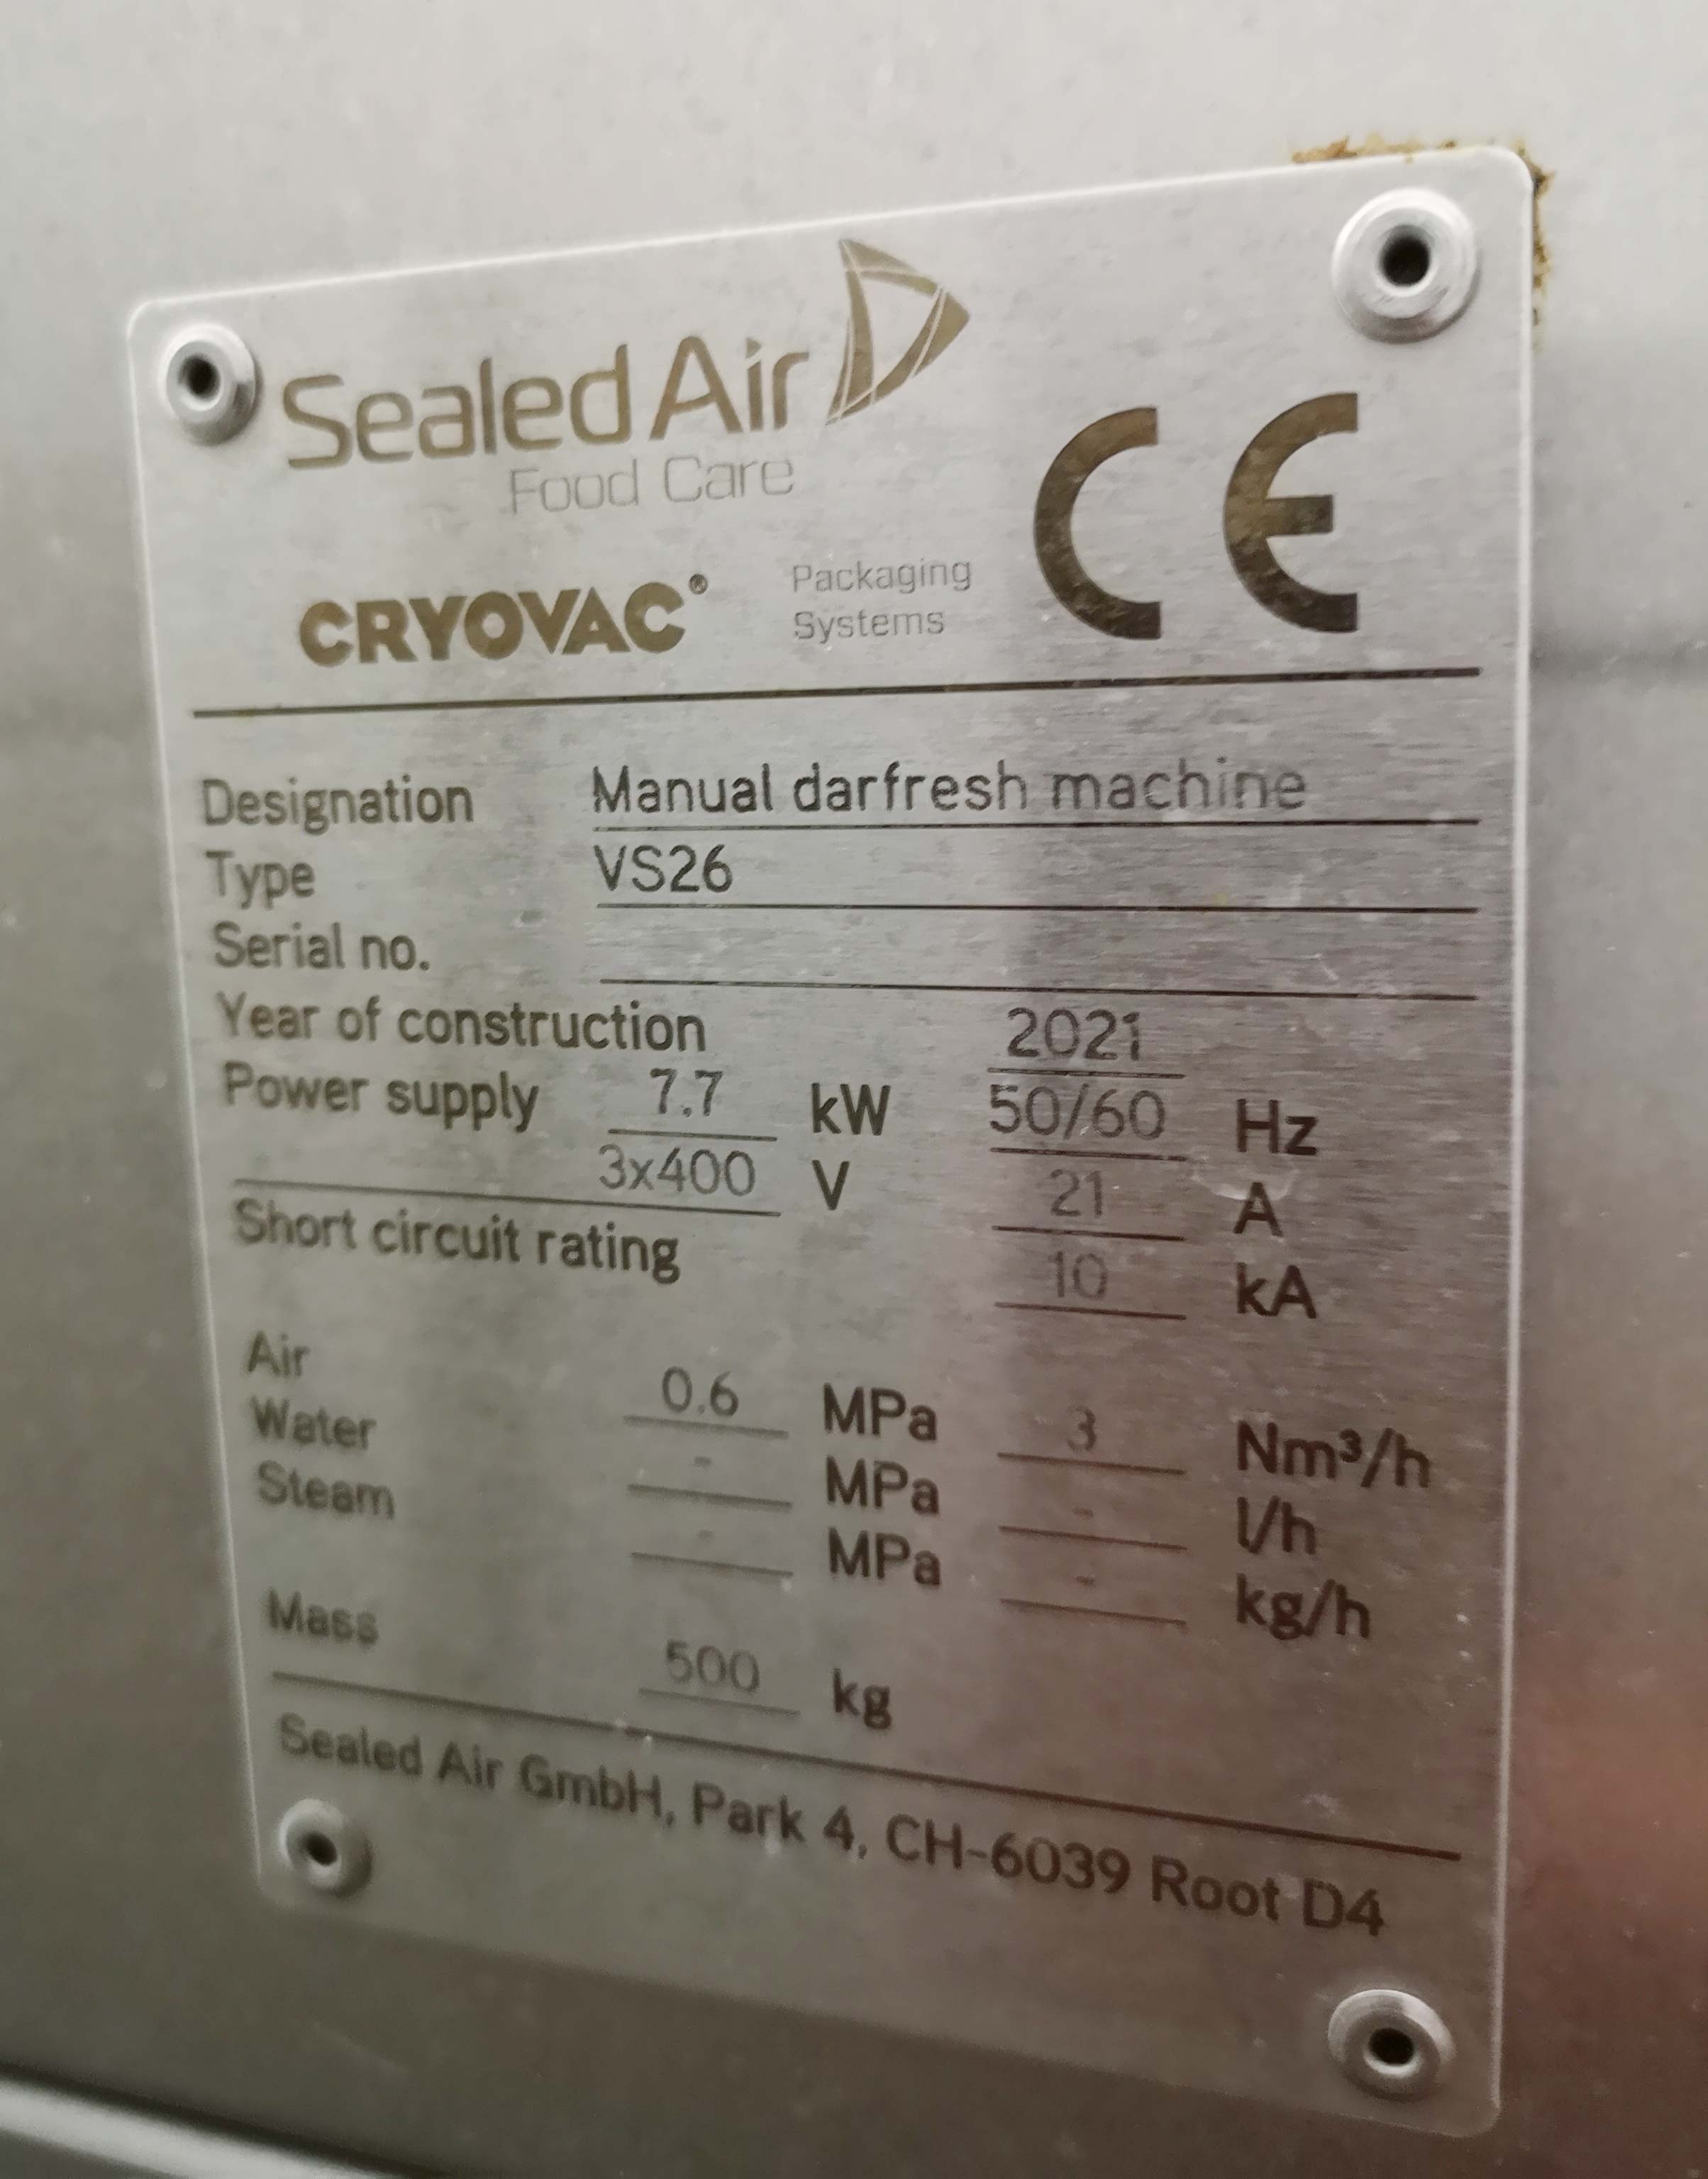 Sealed Air
Food Care
CRYOVAC® Packaging
Systems
CE
Designation Manual darfresh machine
Type VS26
Serial no.
Year of construction 2021
Power supply 7.7 kW 50/60 Hz
3x400 V 21 A
Short circuit rating 10 kA
Air 0.6 MPa 3 Nm³/h
Water - MPa - l/h
Steam - MPa - kg/h
Mass 500 kg
Sealed Air GmbH, Park 4, CH-6039 Root D4